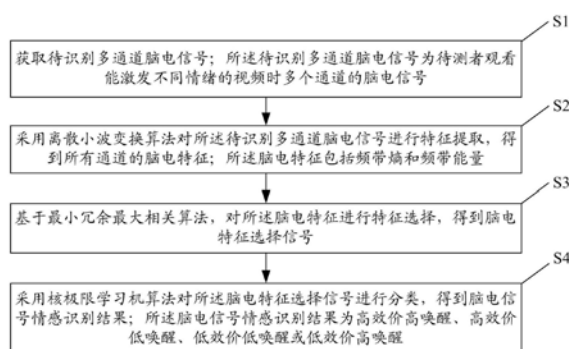 S1
获取待识别多通道脑电信号；所述待识别多通道脑电信号为待测者观看
能激发不同情绪的视频时多个通道的脑电信号
S2
采用离散小波变换算法对所述待识别多通道脑电信号进行特征提取，得
到所有通道的脑电特征；所述脑电特征包括频带熵和频带能量
S3
基于最小冗余最大相关算法，对所述脑电特征进行特征选择，得到脑电
特征选择信号
S4
采用核极限学习机算法对所述脑电特征选择信号进行分类，得到脑电信
号情感识别结果；所述脑电信号情感识别结果为高效价高唤醒、高效价
低唤醒、低效价低唤醒或低效价高唤醒